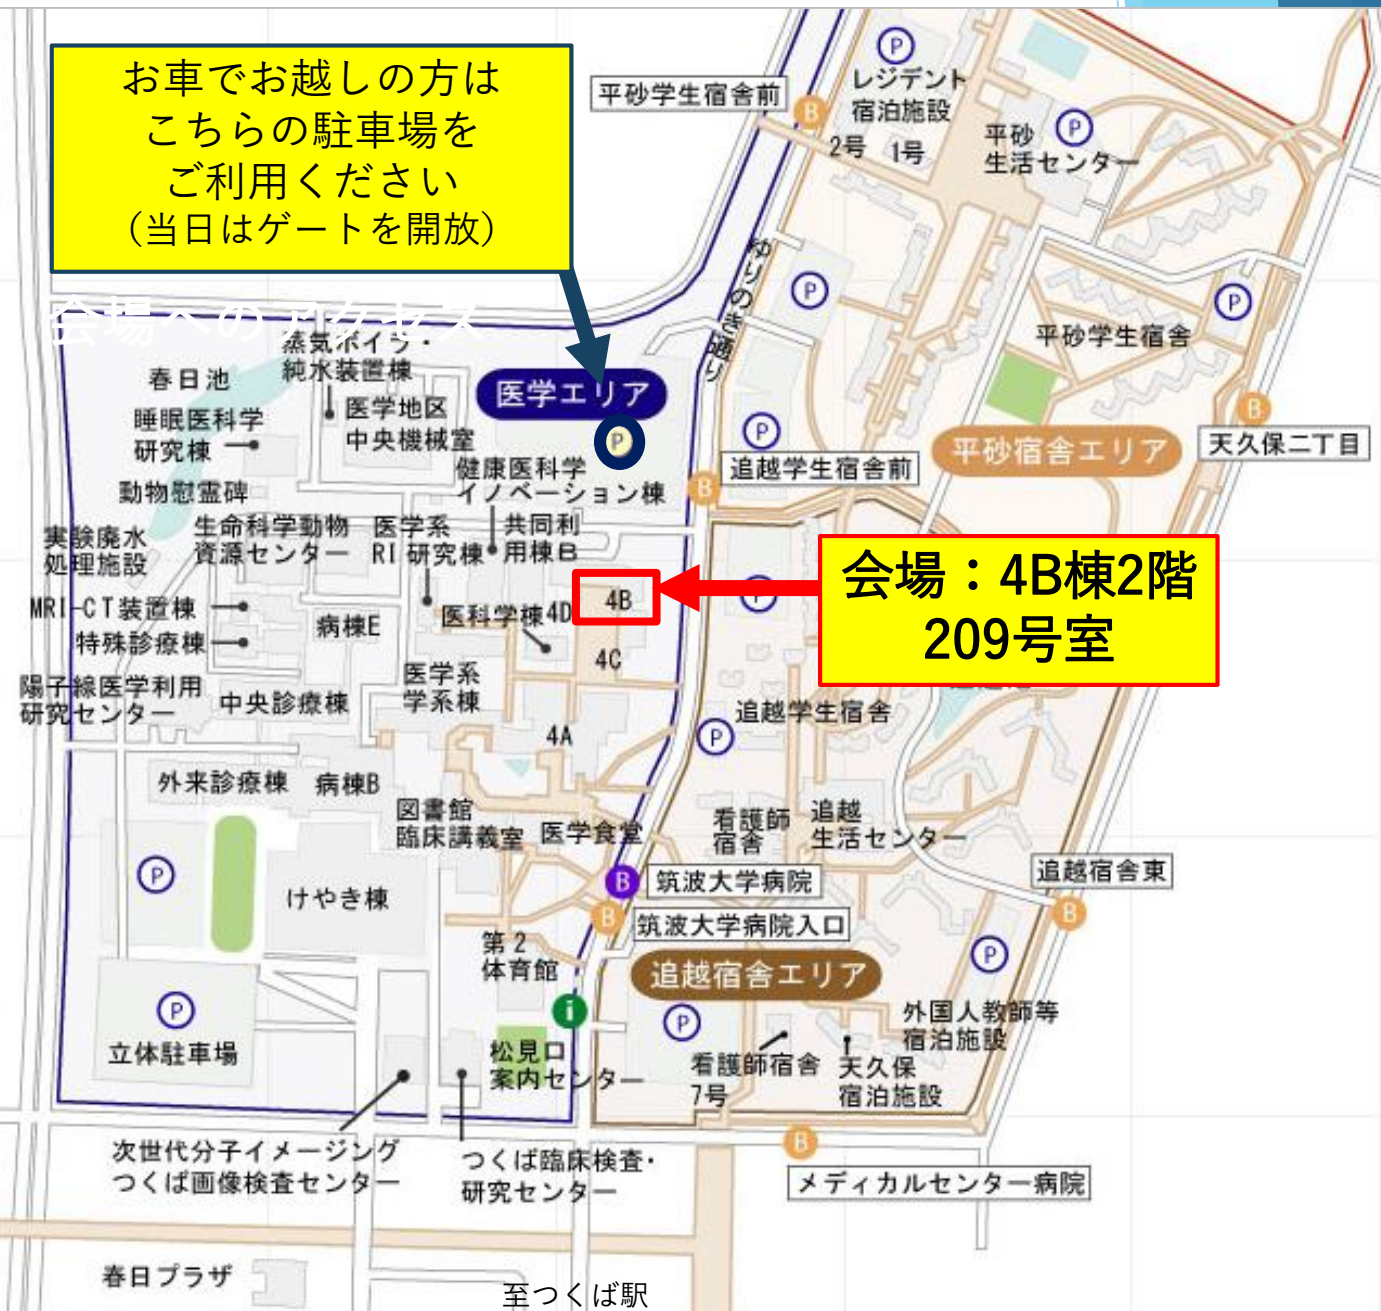 お車でお越しの方は
こちらの駐車場を
ご利用ください
（当日はゲートを開放）
会場へのアクセス
平砂学生宿舎前
B
P
レジデント
宿泊施設
2号 1号
平砂
生活センター
P
ゆりのき通り
P
P
平砂学生宿舎
B
天久保二丁目
平砂宿舎エリア
蒸気ボイラ・
純水装置棟
春日池
医学地区
中央機械室
医学エリア
P
P
睡眠医科学
研究棟
健康医科学
イノベーション棟
追越学生宿舎前
B
動物慰霊碑
実験廃水
処理施設
生命科学動物
資源センター
医学系
RI 研究棟
共同利
用棟B
MRI-CT装置棟
特殊診療棟
病棟E
医科学棟
4D
4B
4C
P
会場：4B棟2階
209号室
陽子線医学利用
研究センター
中央診療棟
医学系
学系棟
4A
P
追越学生宿舎
外来診療棟
病棟B
図書館
臨床講義室
医学食堂
看護師
宿舎
追越
生活センター
追越宿舎東
B
P
けやき棟
B
筑波大学病院
B
筑波大学病院入口
第2
体育館
追越宿舎エリア
P
P
立体駐車場
i
P
松見口
案内センター
看護師宿舎
7号
天久保
宿泊施設
外国人教師等
宿泊施設
次世代分子イメージング
つくば画像検査センター
つくば臨床検査・
研究センター
B
メディカルセンター病院
春日プラザ
至つくば駅